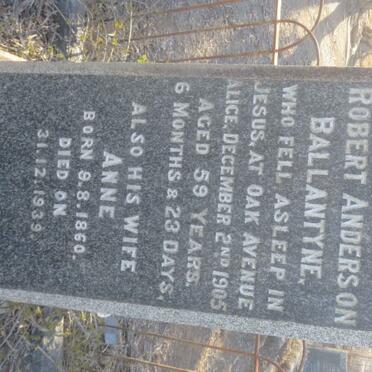 ROBERT ANDERSON
BALLANTYNE,
WHO FELL ASLEEP IN
JESUS, AT OAK AVENUE
ALICE, DECEMBER 2ND 1905
AGED 59 YEARS,
6 MONTHS & 23 DAYS,
ALSO HIS WIFE
ANNE
BORN 9.8.1860,
DIED ON
31.12.1939.